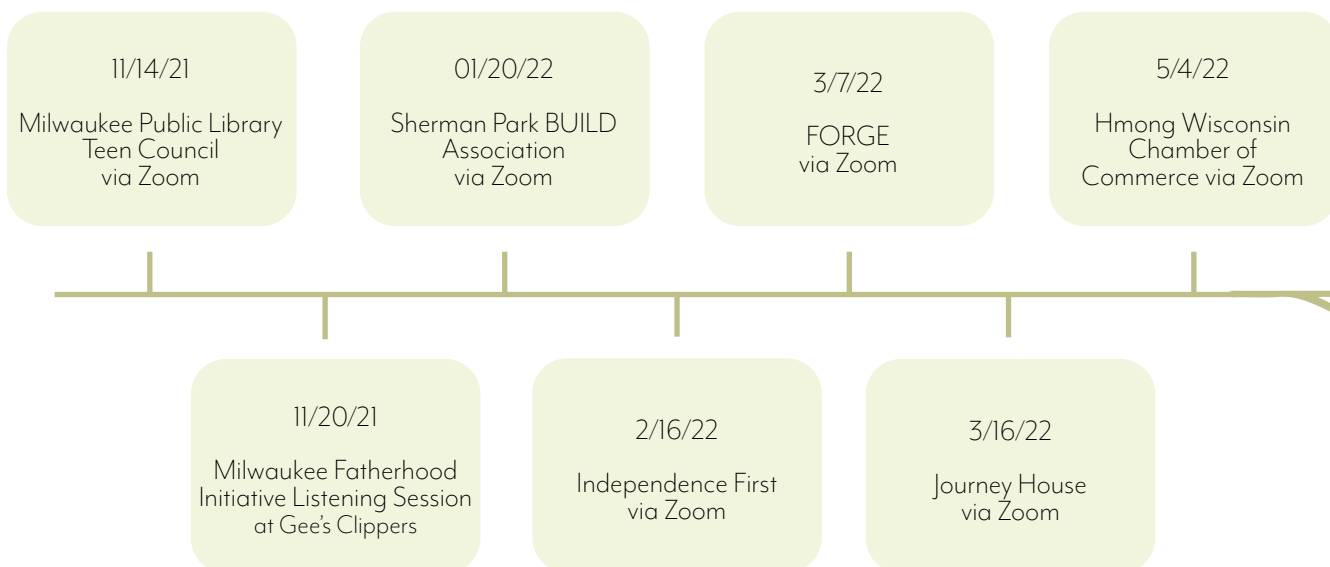 11/14/21
Milwaukee Public Library
Teen Council
via Zoom
01/20/22
Sherman Park BUILD
Association
via Zoom
3/7/22
FORGE
via Zoom
5/4/22
Hmong Wisconsin
Chamber of
Commerce via Zoom
11/20/21
Milwaukee Fatherhood
Initiative Listening Session
at Gee's Clippers
2/16/22
Independence First
via Zoom
3/16/22
Journey House
via Zoom